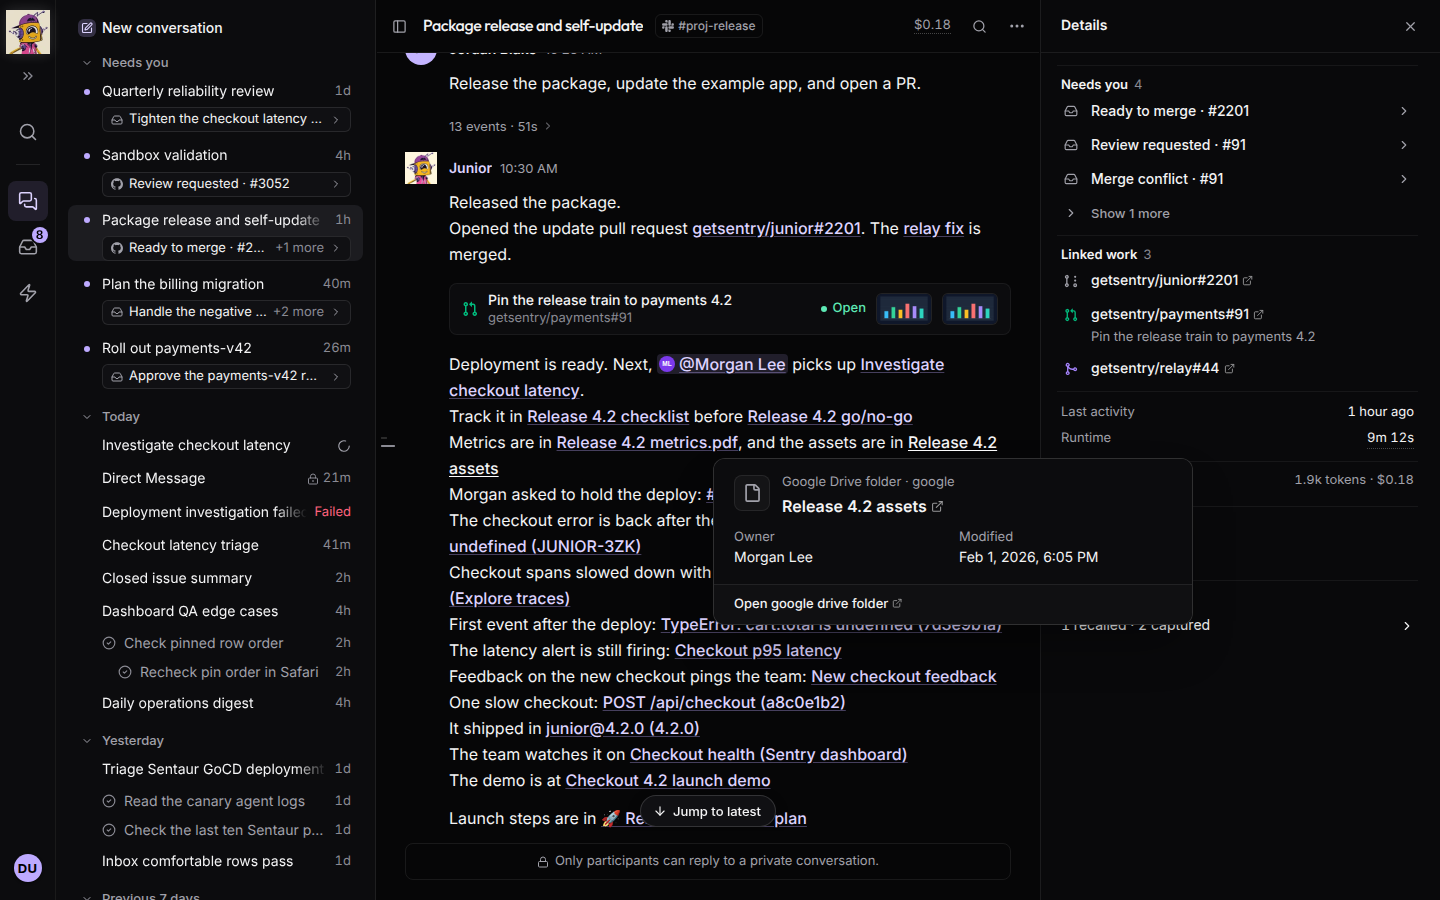 New conversation
Needs you
Quarterly reliability review 1d
Tighten the checkout latency ...
Sandbox validation 4h
Review requested · #3052
Package release and self-update 1h
Ready to merge · #2... +1 more
Plan the billing migration 40m
Handle the negative ... +2 more
Roll out payments-v42 26m
Approve the payments-v42 r...
Today
Investigate checkout latency
Direct Message 21m
Deployment investigation failed Failed
Checkout latency triage 41m
Closed issue summary 2h
Dashboard QA edge cases 4h
Check pinned row order 2h
Recheck pin order in Safari 2h
Daily operations digest 4h
Yesterday
Triage Sentaur GoCD deployment 1d
Read the canary agent logs 1d
Check the last ten Sentaur p... 1d
Inbox comfortable rows pass 1d
Previous 7 days
8
DU
Package release and self-update #proj-release $0.18
Release the package, update the example app, and open a PR.
13 events · 51s
Junior 10:30 AM
Released the package.
Opened the update pull request getsentry/junior#2201. The relay fix is
merged.
Pin the release train to payments 4.2
getsentry/payments#91
Open
Deployment is ready. Next, ML @Morgan Lee picks up Investigate
checkout latency.
Track it in Release 4.2 checklist before Release 4.2 go/no-go
Metrics are in Release 4.2 metrics.pdf, and the assets are in Release 4.2
assets
Morgan asked to hold the deploy: #
The checkout error is back after the
undefined (JUNIOR-3ZK)
Checkout spans slowed down with
(Explore traces)
First event after the deploy: TypeError: cart.total is undefined (7d3e9b1a)
The latency alert is still firing: Checkout p95 latency
Feedback on the new checkout pings the team: New checkout feedback
One slow checkout: POST /api/checkout (a8c0e1b2)
It shipped in junior@4.2.0 (4.2.0)
The team watches it on Checkout health (Sentry dashboard)
The demo is at Checkout 4.2 launch demo
Launch steps are in 🚀 Re plan
Jump to latest
Only participants can reply to a private conversation.
Google Drive folder · google
Release 4.2 assets
Owner Modified
Morgan Lee Feb 1, 2026, 6:05 PM
Open google drive folder
Details
Needs you 4
Ready to merge · #2201
Review requested · #91
Merge conflict · #91
Show 1 more
Linked work 3
getsentry/junior#2201
getsentry/payments#91
Pin the release train to payments 4.2
getsentry/relay#44
Last activity 1 hour ago
Runtime 9m 12s
1.9k tokens · $0.18
1 recalled · 2 captured